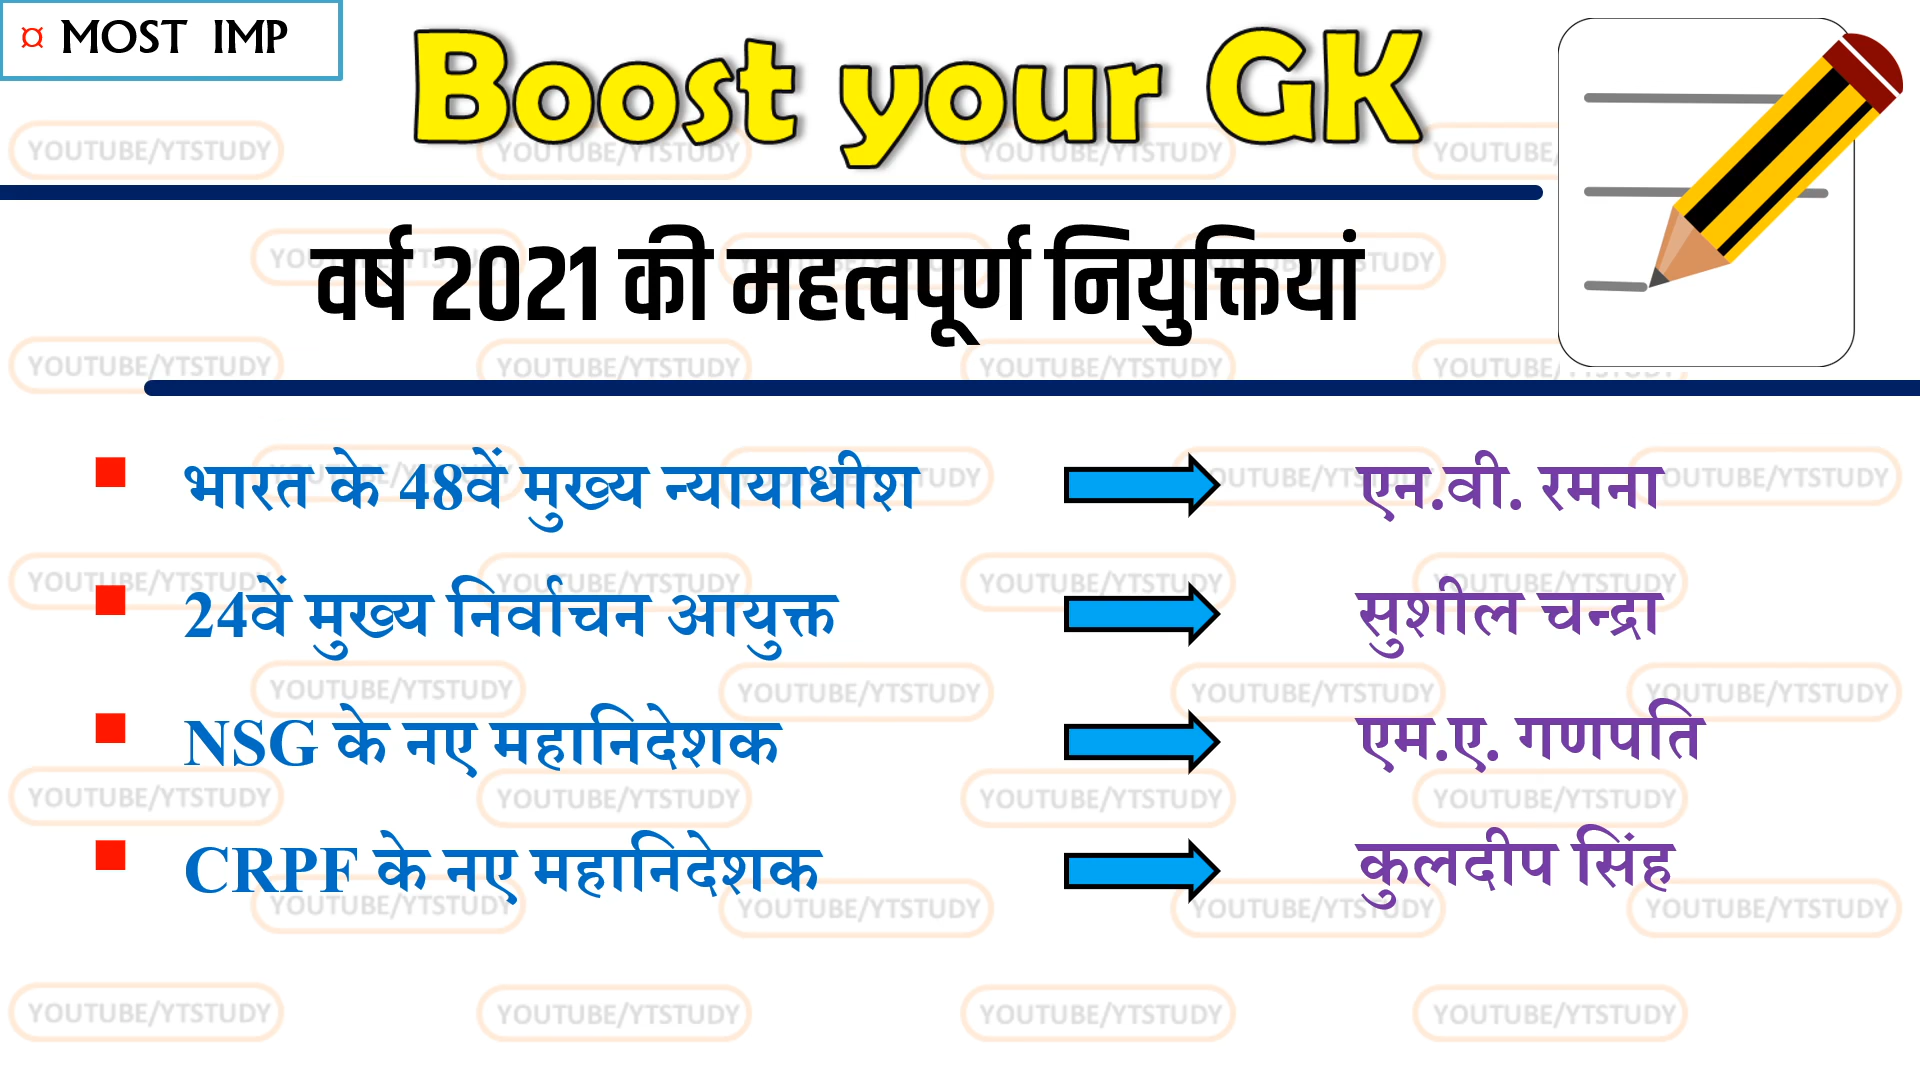 ¤ MOST IMP
Boost your GK
वर्ष 2021 की महत्वपूर्ण नियुक्तियां
भारत के 48वें मुख्य न्यायाधीश एन.वी. रमना
24वें मुख्य निर्वाचन आयुक्त सुशील चन्द्रा
NSG के नए महानिदेशक एम.ए. गणपति
CRPF के नए महानिदेशक कुलदीप सिंह
YOUTUBE/YTSTUDY